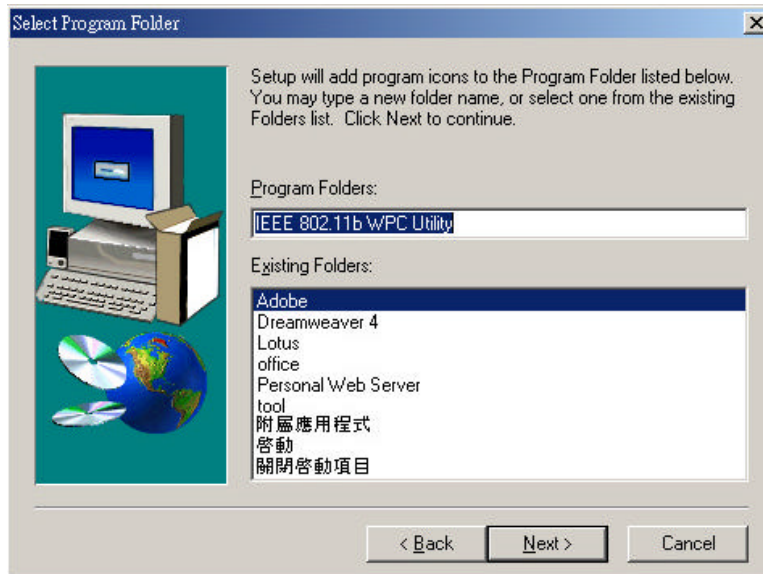 Select Program Folder
Setup will add program icons to the Program Folder listed below.
You may type a new folder name, or select one from the existing
Folders list. Click Next to continue.
Program Folders:
IEEE 802.11b WPC Utility
Existing Folders:
Adobe
Dreamweaver 4
Lotus
office
Personal Web Server
tool
附屬應用程式
啓動
關閉啓動項目
< Back
Next >
Cancel